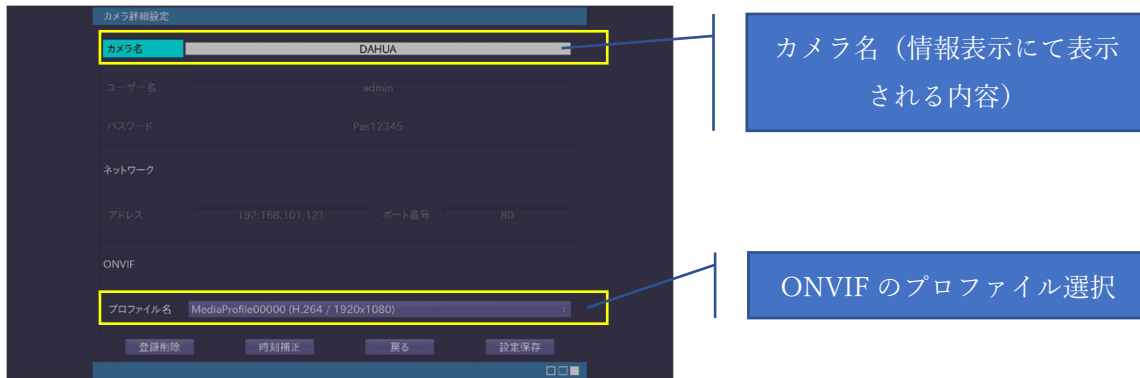 カメラ詳細設定
カメラ名 DAHUA
ユーザー名 admin
パスワード Pas12345
ネットワーク
アドレス 192.168.101.121 ポート番号 80
ONVIF
プロファイル名 MediaProfile00000 (H.264 / 1920x1080)
登録削除 時刻補正 戻る 設定保存
カメラ名（情報表示にて表示
される内容）
ONVIF のプロファイル選択